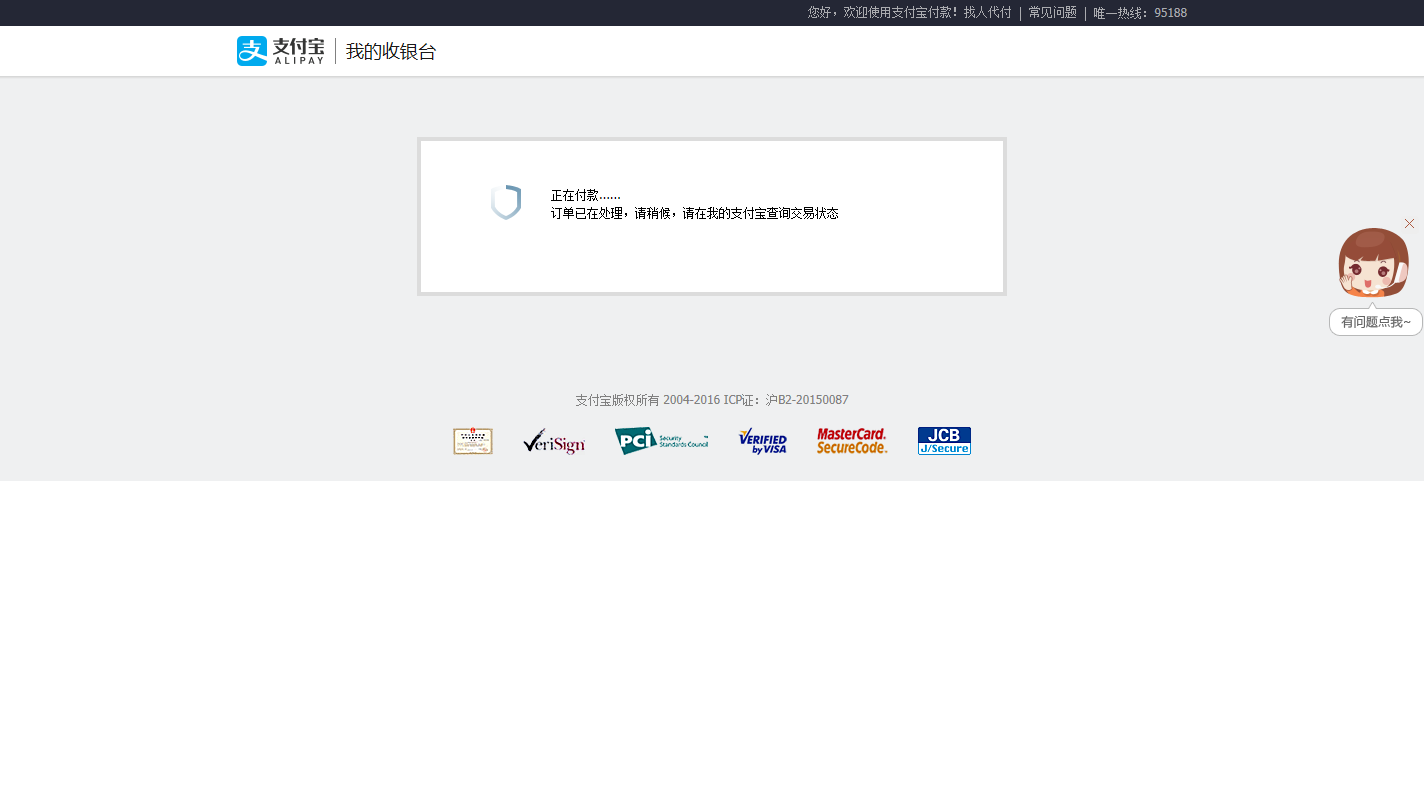 您好，欢迎使用支付宝付款！找人代付 | 常见问题 | 唯一热线：95188
支付宝
ALIPAY
我的收银台
正在付款......
订单已在处理，请稍候，请在我的支付宝查询交易状态
有问题点我~
支付宝版权所有 2004-2016 ICP证：沪B2-20150087
VeriSign
PCI Security Standards Council
VERIFIED by VISA
MasterCard. SecureCode.
JCB J/Secure